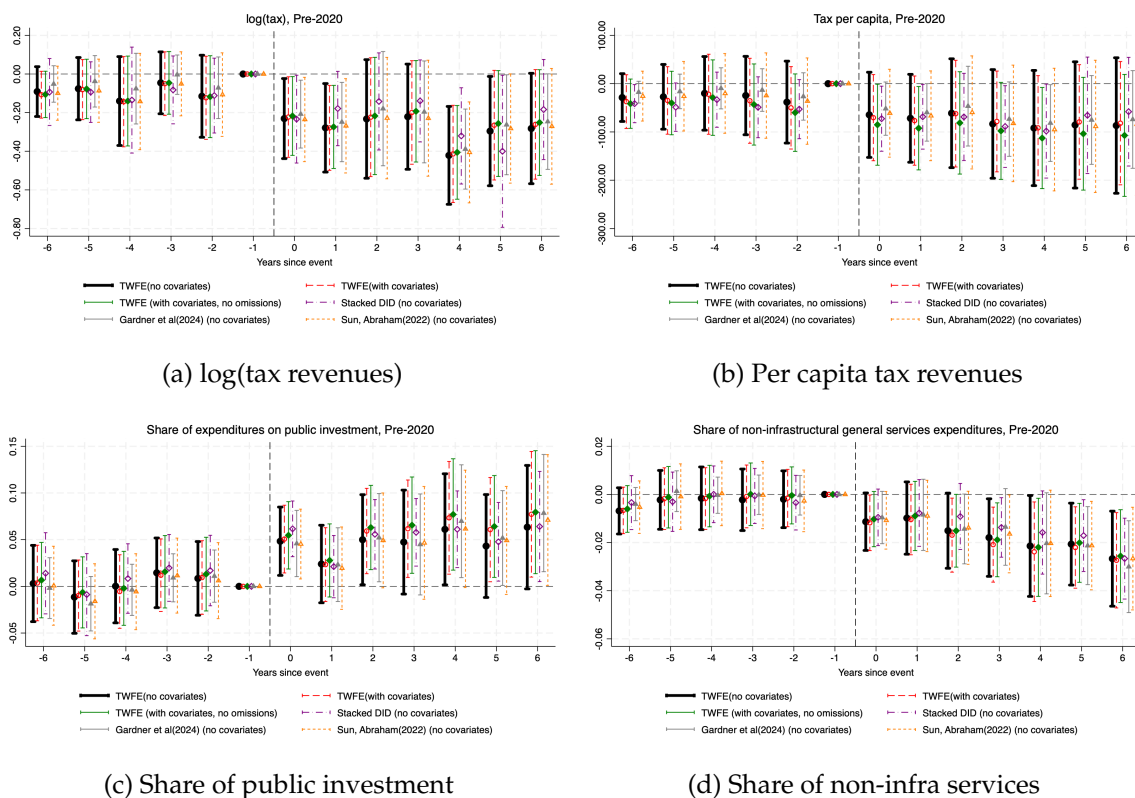 log(tax), Pre-2020
0.20
0.00
-0.20
-0.40
-0.60
-0.80
-6 -5 -4 -3 -2 -1 0 1 2 3 4 5 6
Years since event
TWFE(no covariates) TWFE(with covariates)
TWFE (with covariates, no omissions) Stacked DID (no covariates)
Gardner et al(2024) (no covariates) Sun, Abraham(2022) (no covariates)
(a) log(tax revenues)
Tax per capita, Pre-2020
100.00
0.00
-100.00
-200.00
-300.00
-6 -5 -4 -3 -2 -1 0 1 2 3 4 5 6
Years since event
TWFE(no covariates) TWFE(with covariates)
TWFE (with covariates, no omissions) Stacked DID (no covariates)
Gardner et al(2024) (no covariates) Sun, Abraham(2022) (no covariates)
(b) Per capita tax revenues
Share of expenditures on public investment, Pre-2020
0.15
0.10
0.05
0.00
-0.05
-6 -5 -4 -3 -2 -1 0 1 2 3 4 5 6
Years since event
TWFE(no covariates) TWFE(with covariates)
TWFE (with covariates, no omissions) Stacked DID (no covariates)
Gardner et al(2024) (no covariates) Sun, Abraham(2022) (no covariates)
(c) Share of public investment
Share of non-infrastructural general services expenditures, Pre-2020
0.02
0.00
-0.02
-0.04
-0.06
-6 -5 -4 -3 -2 -1 0 1 2 3 4 5 6
Years since event
TWFE(no covariates) TWFE(with covariates)
TWFE (with covariates, no omissions) Stacked DID (no covariates)
Gardner et al(2024) (no covariates) Sun, Abraham(2022) (no covariates)
(d) Share of non-infra services